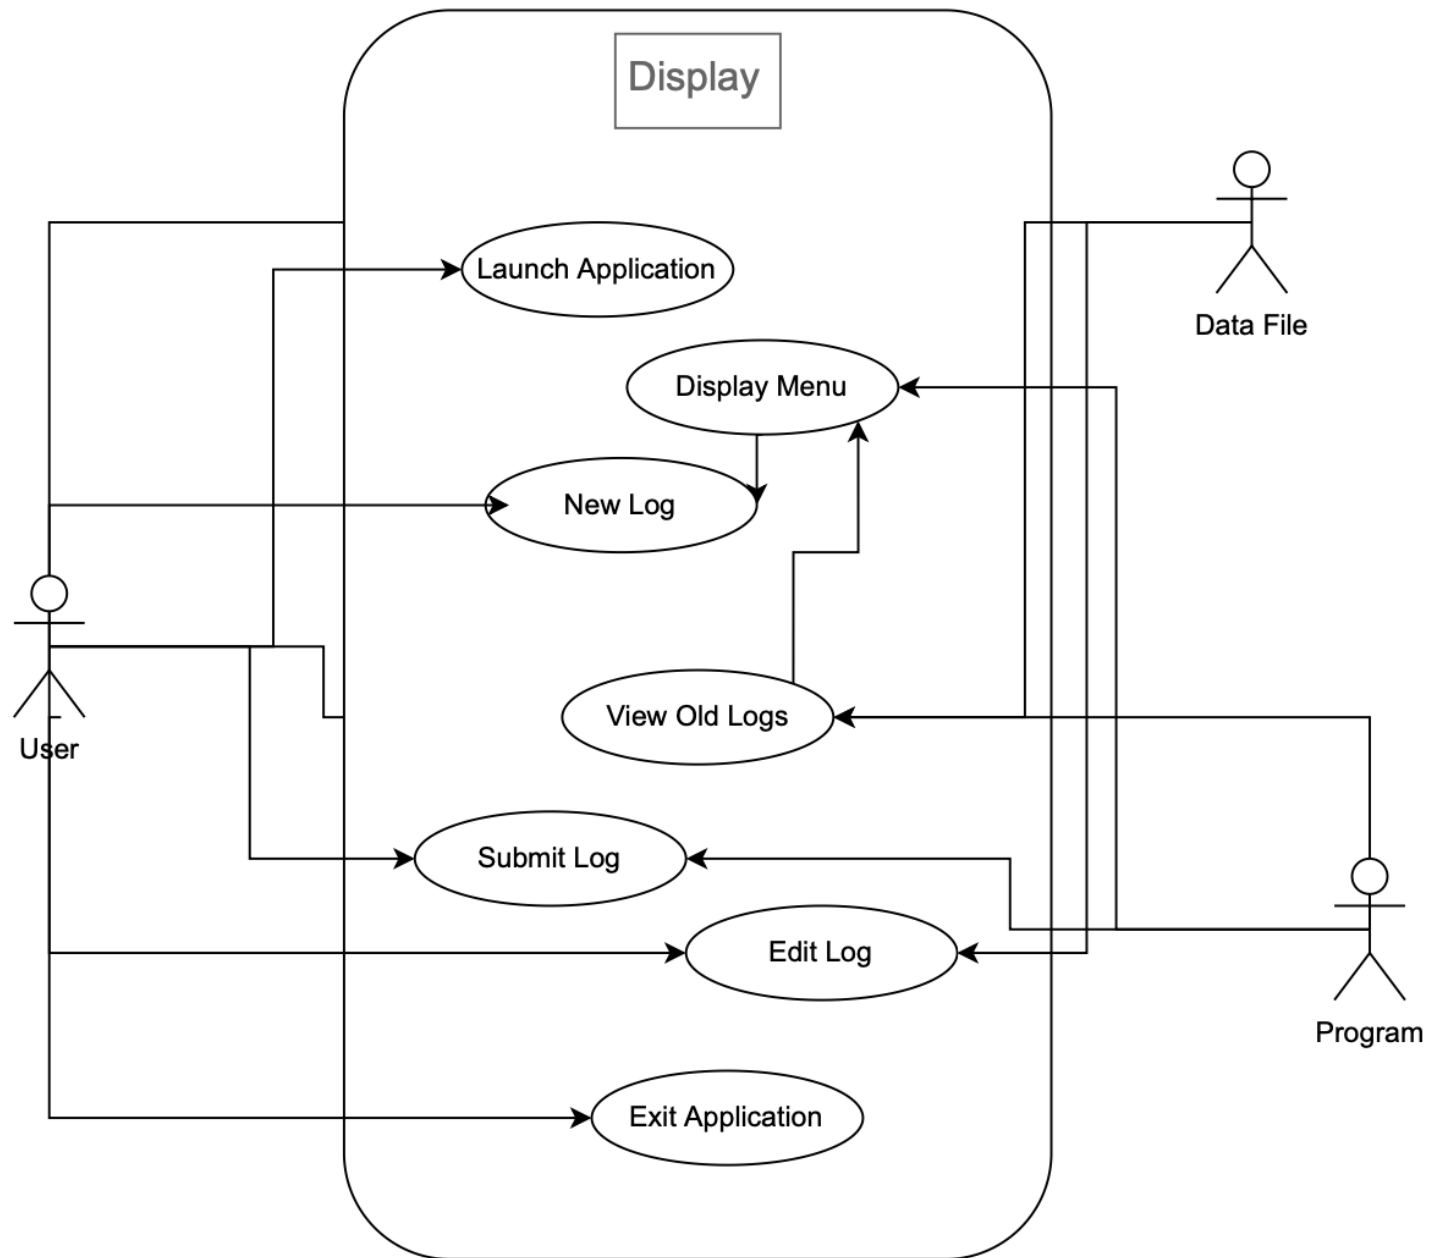 Display
Launch Application
Data File
Display Menu
New Log
View Old Logs
User
Submit Log
Edit Log
Program
Exit Application